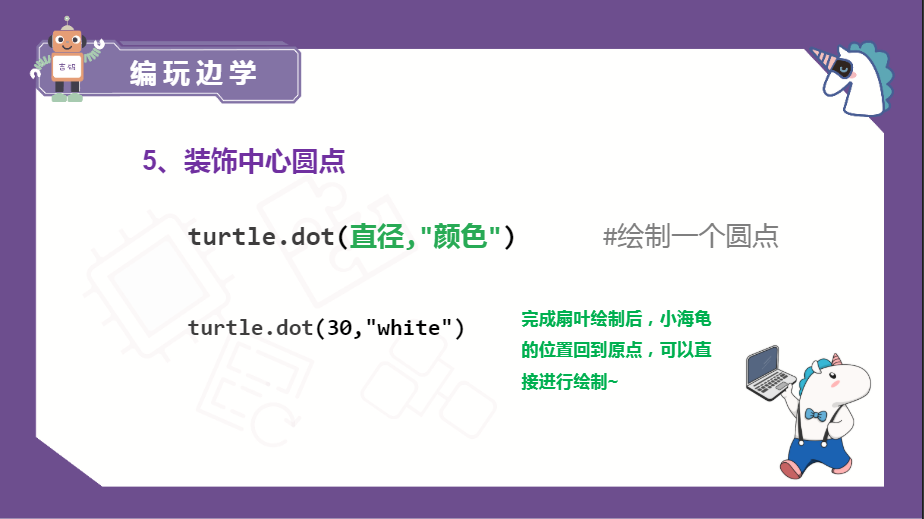 编玩边学
5、装饰中心圆点
turtle.dot(直径,"颜色") #绘制一个圆点
turtle.dot(30,"white")
完成扇叶绘制后，小海龟
的位置回到原点，可以直
接进行绘制~